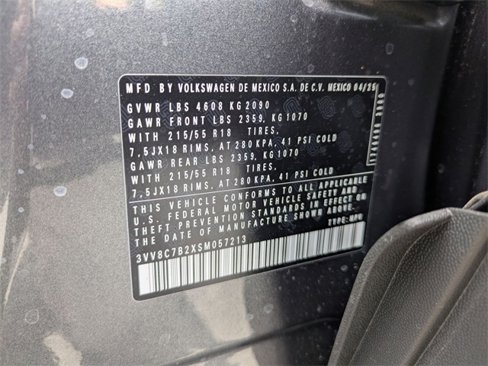 MFD BY VOLKSWAGEN DE MEXICO S.A. DE C.V. MEXICO 04/25
GVWR LBS 4608 KG2090
GAWR FRONT LBS 2359, KG1070
WITH 215/55 R18 TIRES.
7,5JX18 RIMS, AT 280KPA, 41 PSI COLD
GAWR REAR LBS 2359, KG1070
WITH 215/55 R18 TIRES.
7,5JX18 RIMS, AT 280KPA, 41 PSI COLD
THIS VEHICLE CONFORMS TO ALL APPLICABLE
U.S. FEDERAL MOTOR VEHICLE SAFETY AND
THEFT PREVENTION STANDARDS IN EFFECT ON
DATE OF MANUFACTURE SHOWN ABOVE.
3VV8C7B2XSM057213 TYPE:MPV